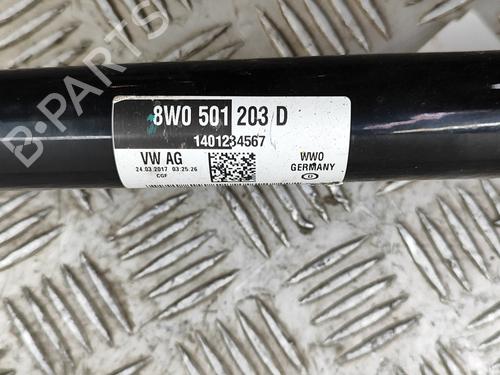 B-PARTS
8W0 501 203 D
1401234567
VW AG
24.03.2017 03:25:26
CGF
WW0
GERMANY